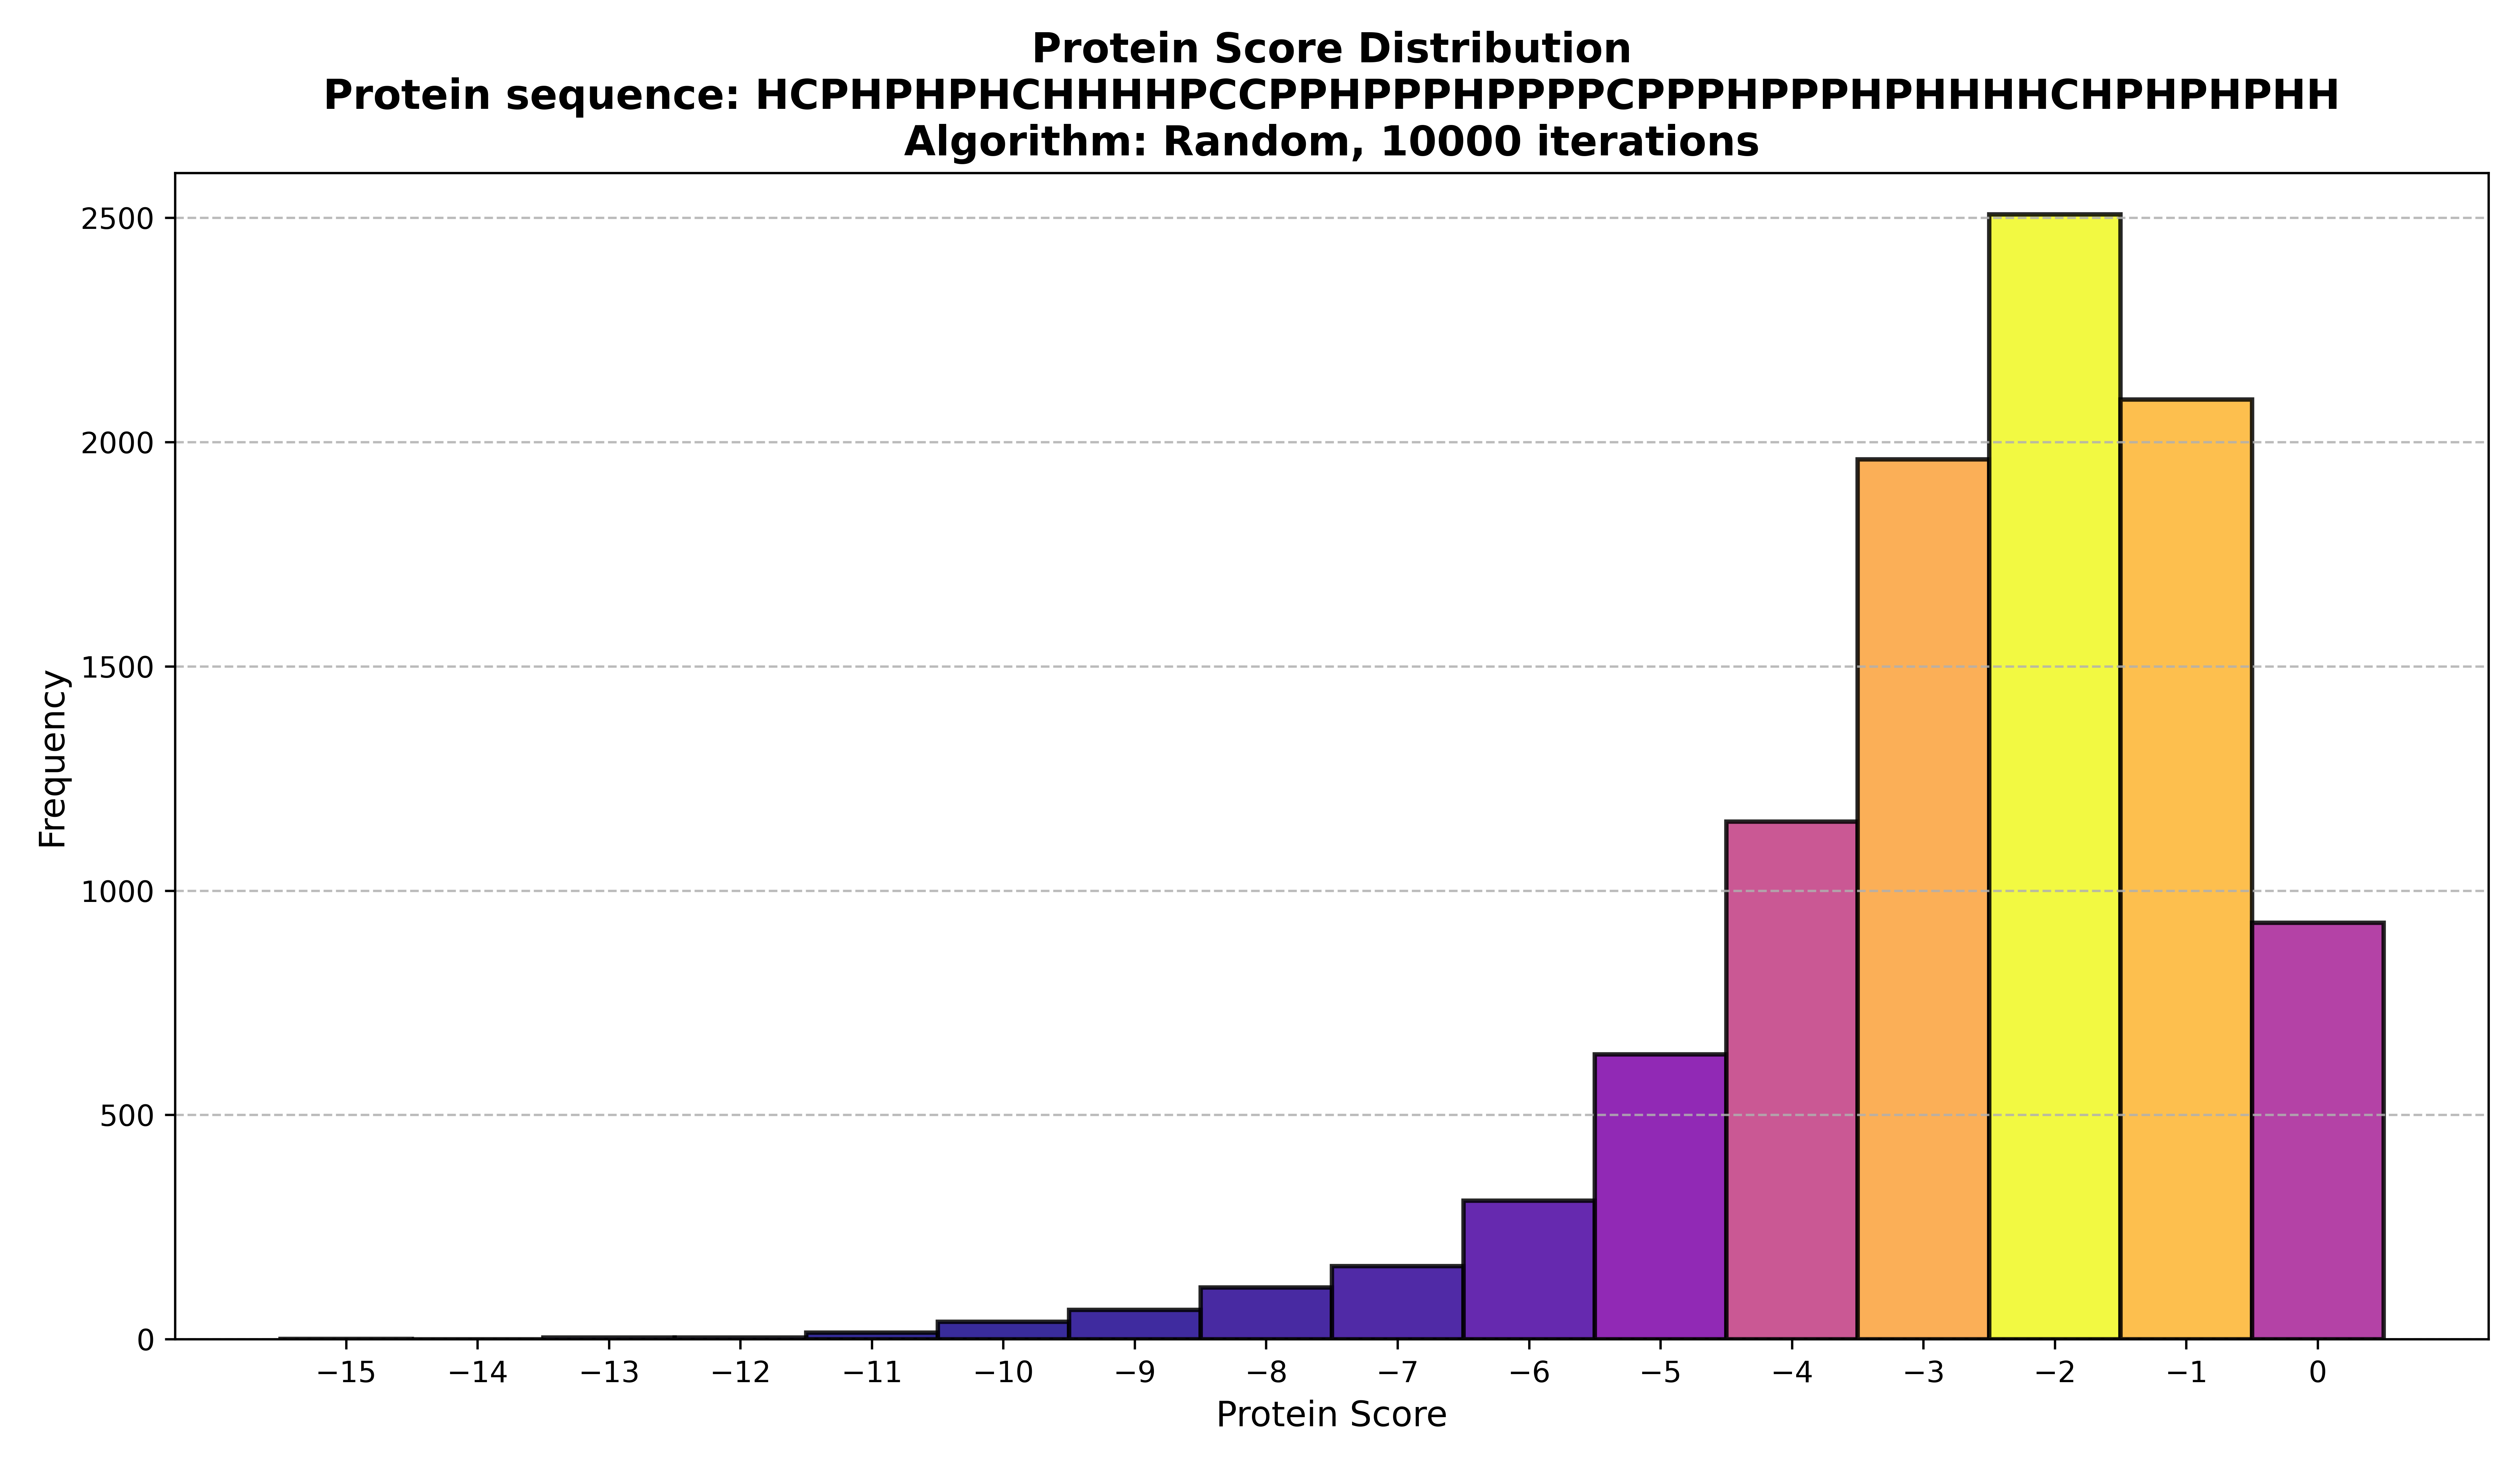 Protein Score Distribution
Protein sequence: HCPHPHPHCHHHHPCCPPHPPPHPPPPCPPPHPPPHPHHHHCHPHPHPHH
Algorithm: Random, 10000 iterations
2500
2000
1500
1000
500
0
Frequency
−15 −14 −13 −12 −11 −10 −9 −8 −7 −6 −5 −4 −3 −2 −1 0
Protein Score